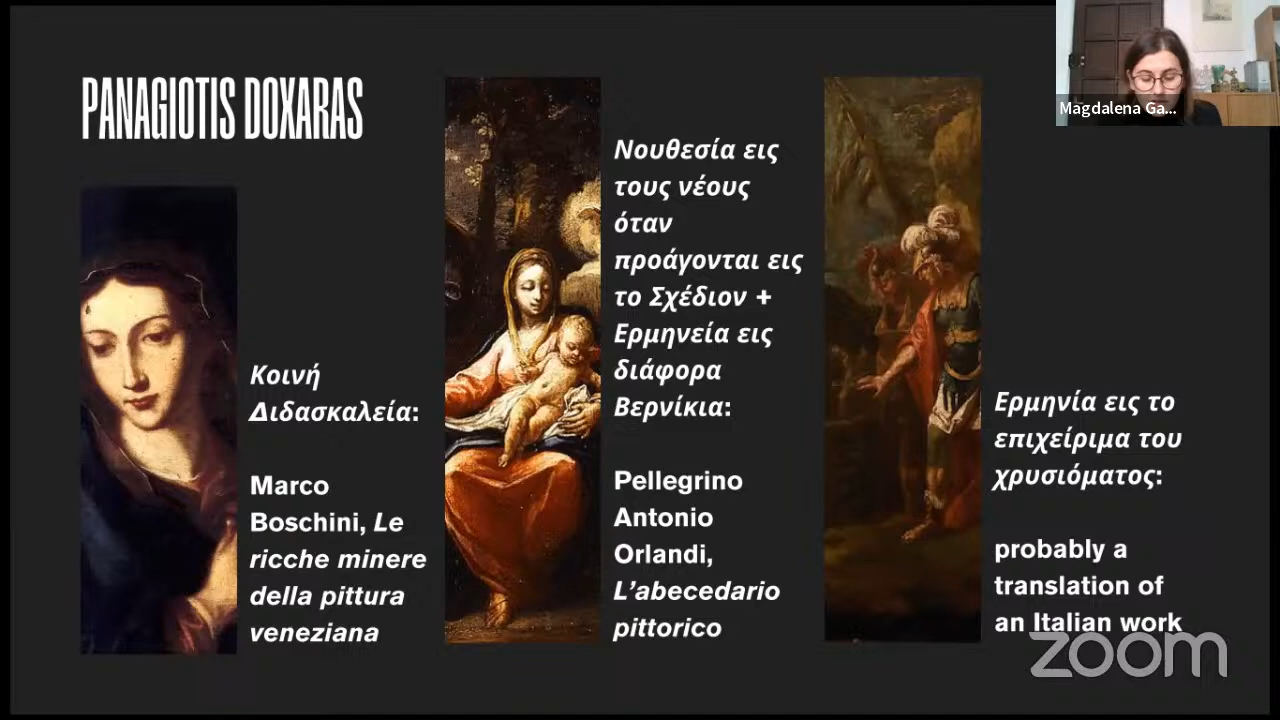 PANAGIOTIS DOXARAS
Κοινή
Διδασκαλεία:
Marco
Boschini, Le
ricche minere
della pittura
veneziana
Νουθεσία εις
τους νέους
όταν
προάγονται εις
το Σχέδιον +
Ερμηνεία εις
διάφορα
Βερνίκια:
Pellegrino
Antonio
Orlandi,
L’abecedario
pittorico
Ερμηνία εις το
επιχείριμα του
χρυσιόματος:
probably a
translation of
an Italian work
Magdalena Ga...
zoom